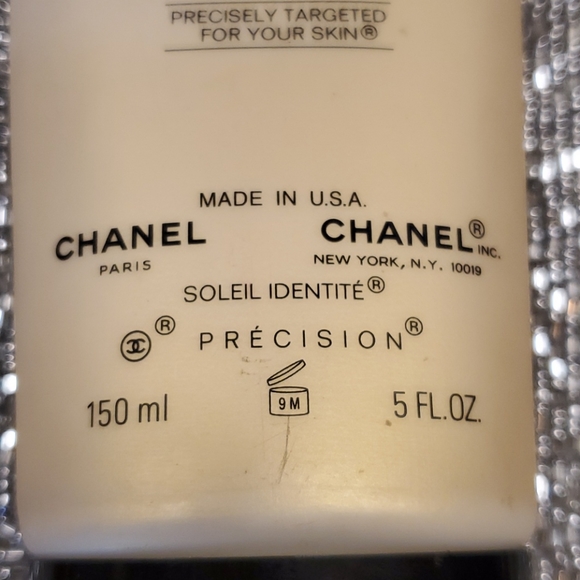 PRECISELY TARGETED
FOR YOUR SKIN®
MADE IN U.S.A.
CHANEL CHANEL® INC.
PARIS NEW YORK, N.Y. 10019
SOLEIL IDENTITÉ®
® PRÉCISION®
150 ml 9M 5 FL.OZ.